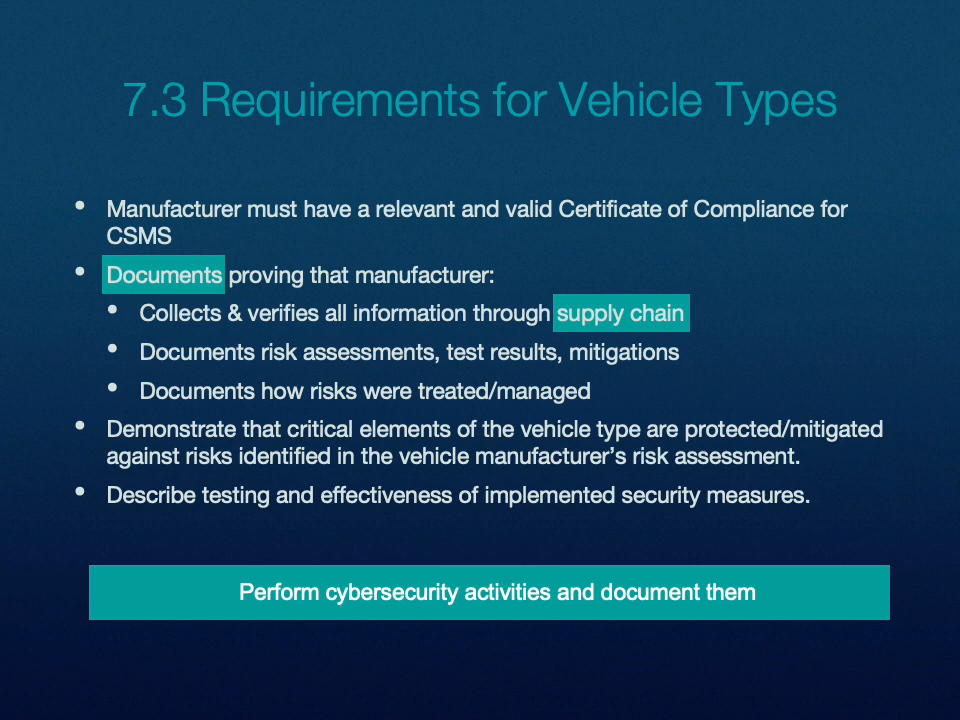 7.3 Requirements for Vehicle Types
• Manufacturer must have a relevant and valid Certificate of Compliance for
CSMS
• Documents proving that manufacturer:
• Collects & verifies all information through supply chain
• Documents risk assessments, test results, mitigations
• Documents how risks were treated/managed
• Demonstrate that critical elements of the vehicle type are protected/mitigated
against risks identified in the vehicle manufacturer’s risk assessment.
• Describe testing and effectiveness of implemented security measures.
Perform cybersecurity activities and document them